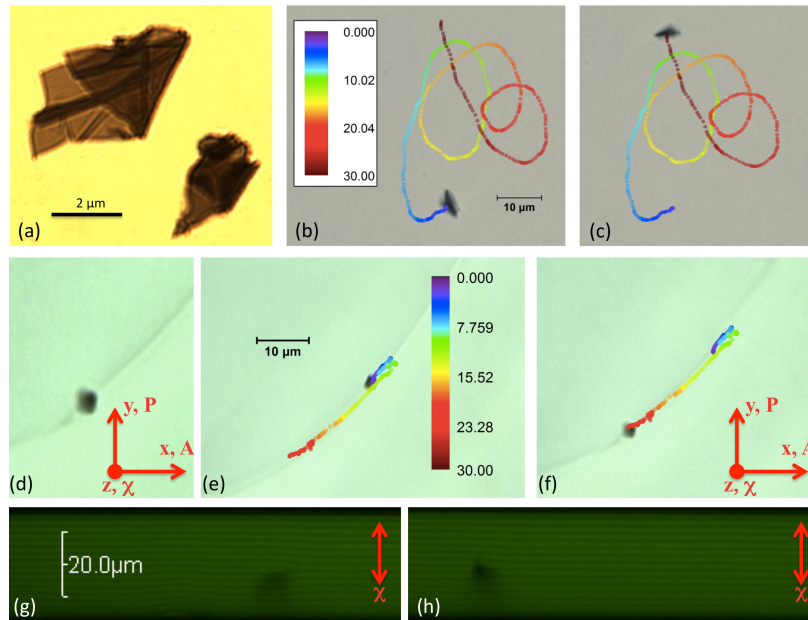 2 µm
(a)
0.000
10.02
20.04
30.00
10 µm
(b)
(c)
y, P
x, A
z, χ
(d)
10 µm
0.000
7.759
15.52
23.28
30.00
(e)
y, P
x, A
z, χ
(f)
20.0µm
χ
(g)
χ
(h)